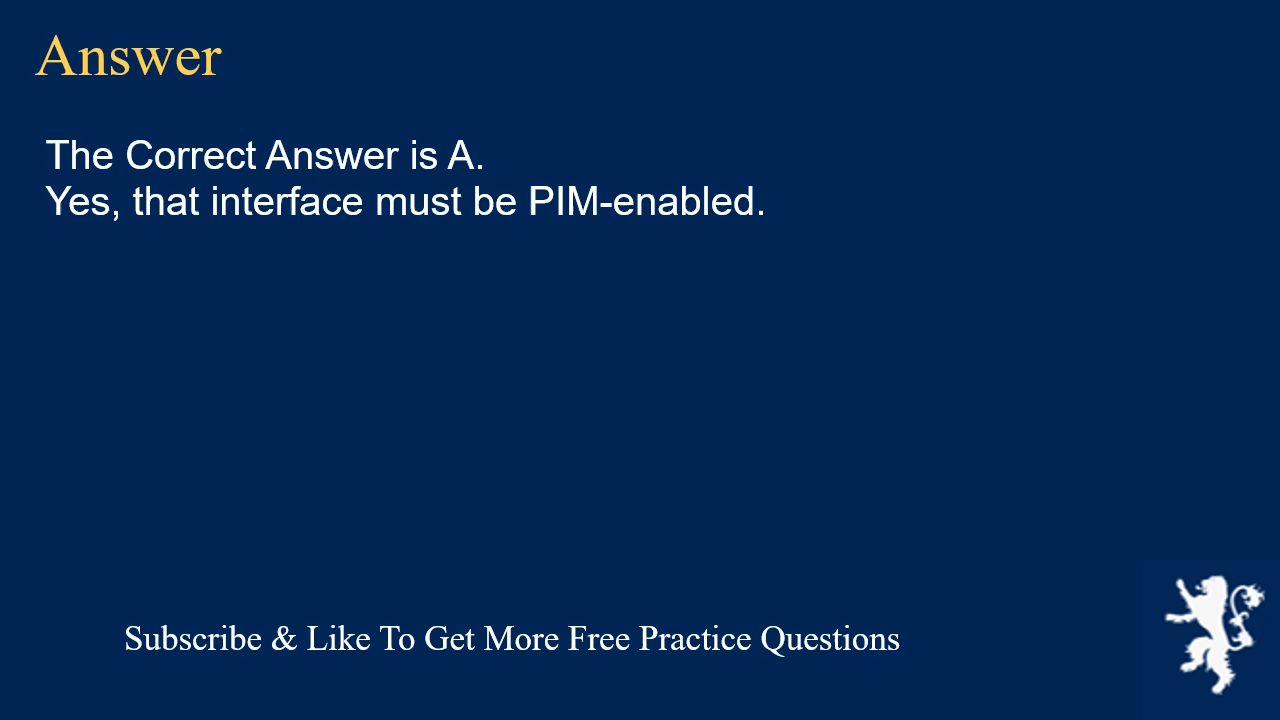 Answer
The Correct Answer is A.
Yes, that interface must be PIM-enabled.
Subscribe & Like To Get More Free Practice Questions